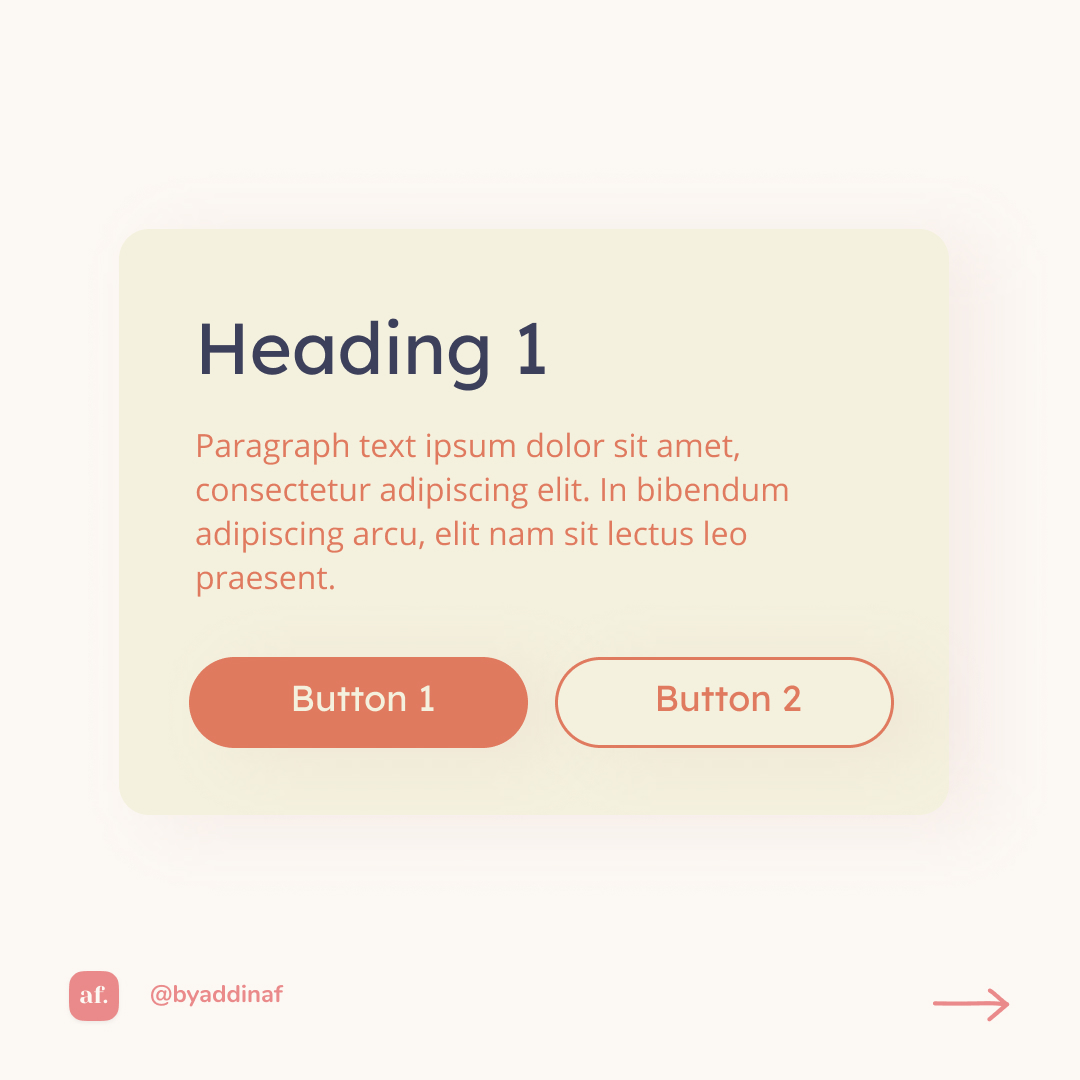 Heading 1
Paragraph text ipsum dolor sit amet,
consectetur adipiscing elit. In bibendum
adipiscing arcu, elit nam sit lectus leo
praesent.
Button 1
Button 2
af.
@byaddinaf